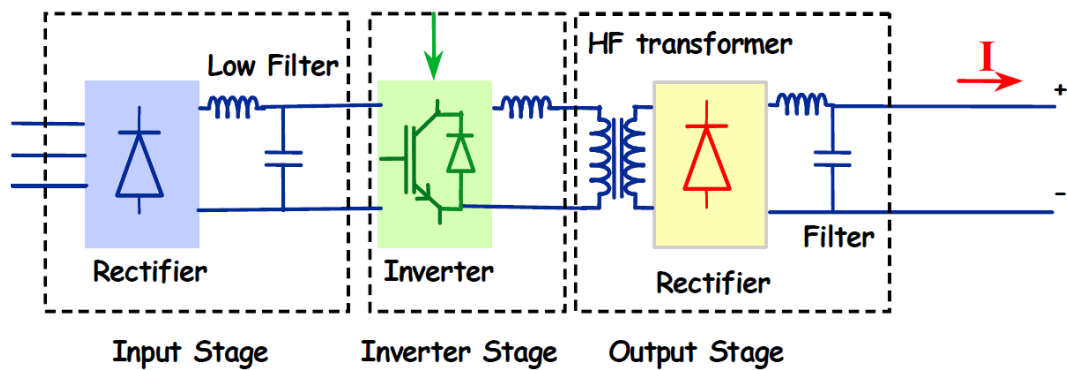 HF transformer
I
Low Filter
+
Rectifier
Inverter
Rectifier
Filter
-
Input Stage
Inverter Stage
Output Stage